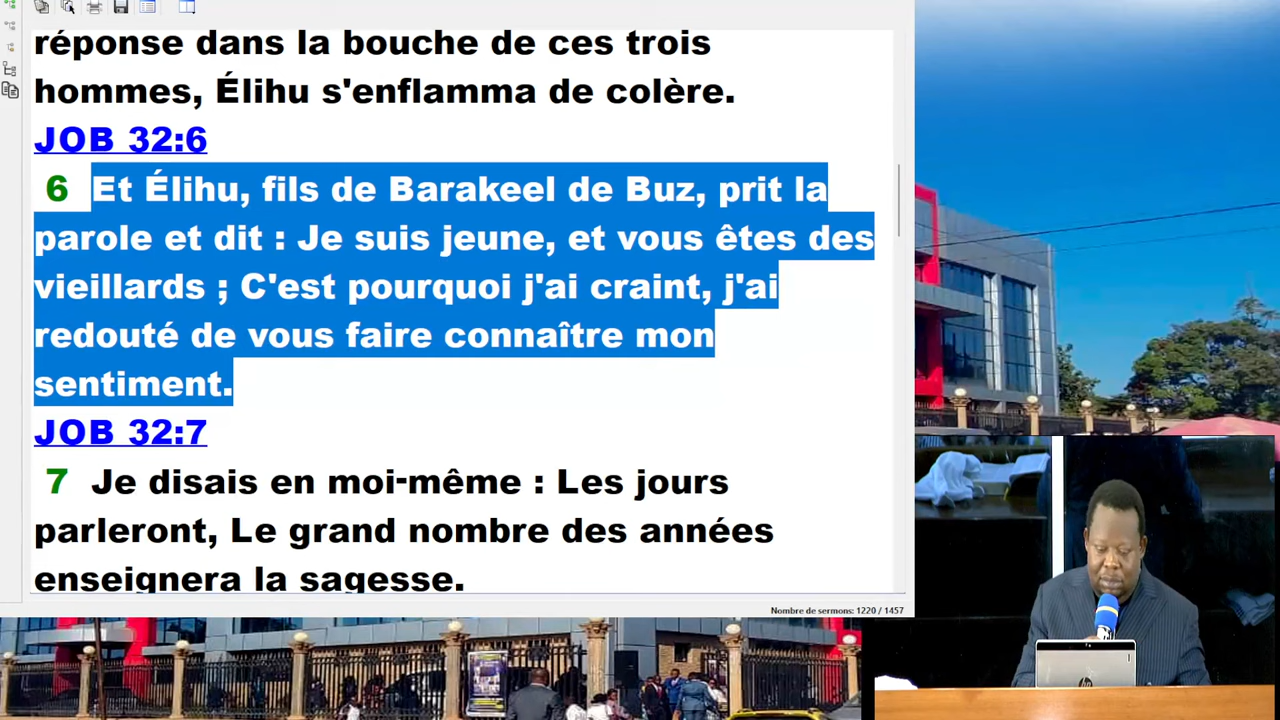 réponse dans la bouche de ces trois
hommes, Élihu s'enflamma de colère.
JOB 32:6
6 Et Élihu, fils de Barakeel de Buz, prit la
parole et dit : Je suis jeune, et vous êtes des
vieillards ; C'est pourquoi j'ai craint, j'ai
redouté de vous faire connaître mon
sentiment.
JOB 32:7
7 Je disais en moi-même : Les jours
parleront, Le grand nombre des années
enseignera la sagesse.
Nombre de sermons: 1220 / 1457
hp